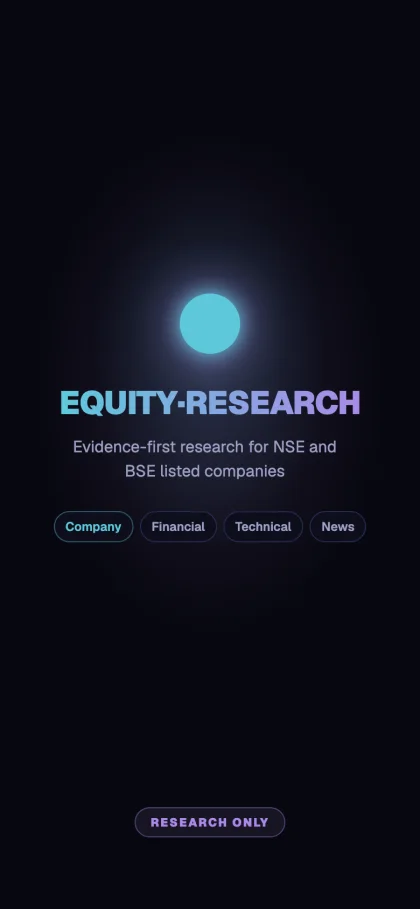 EQUITY-RESEARCH
Evidence-first research for NSE and
BSE listed companies
Company Financial Technical News
RESEARCH ONLY